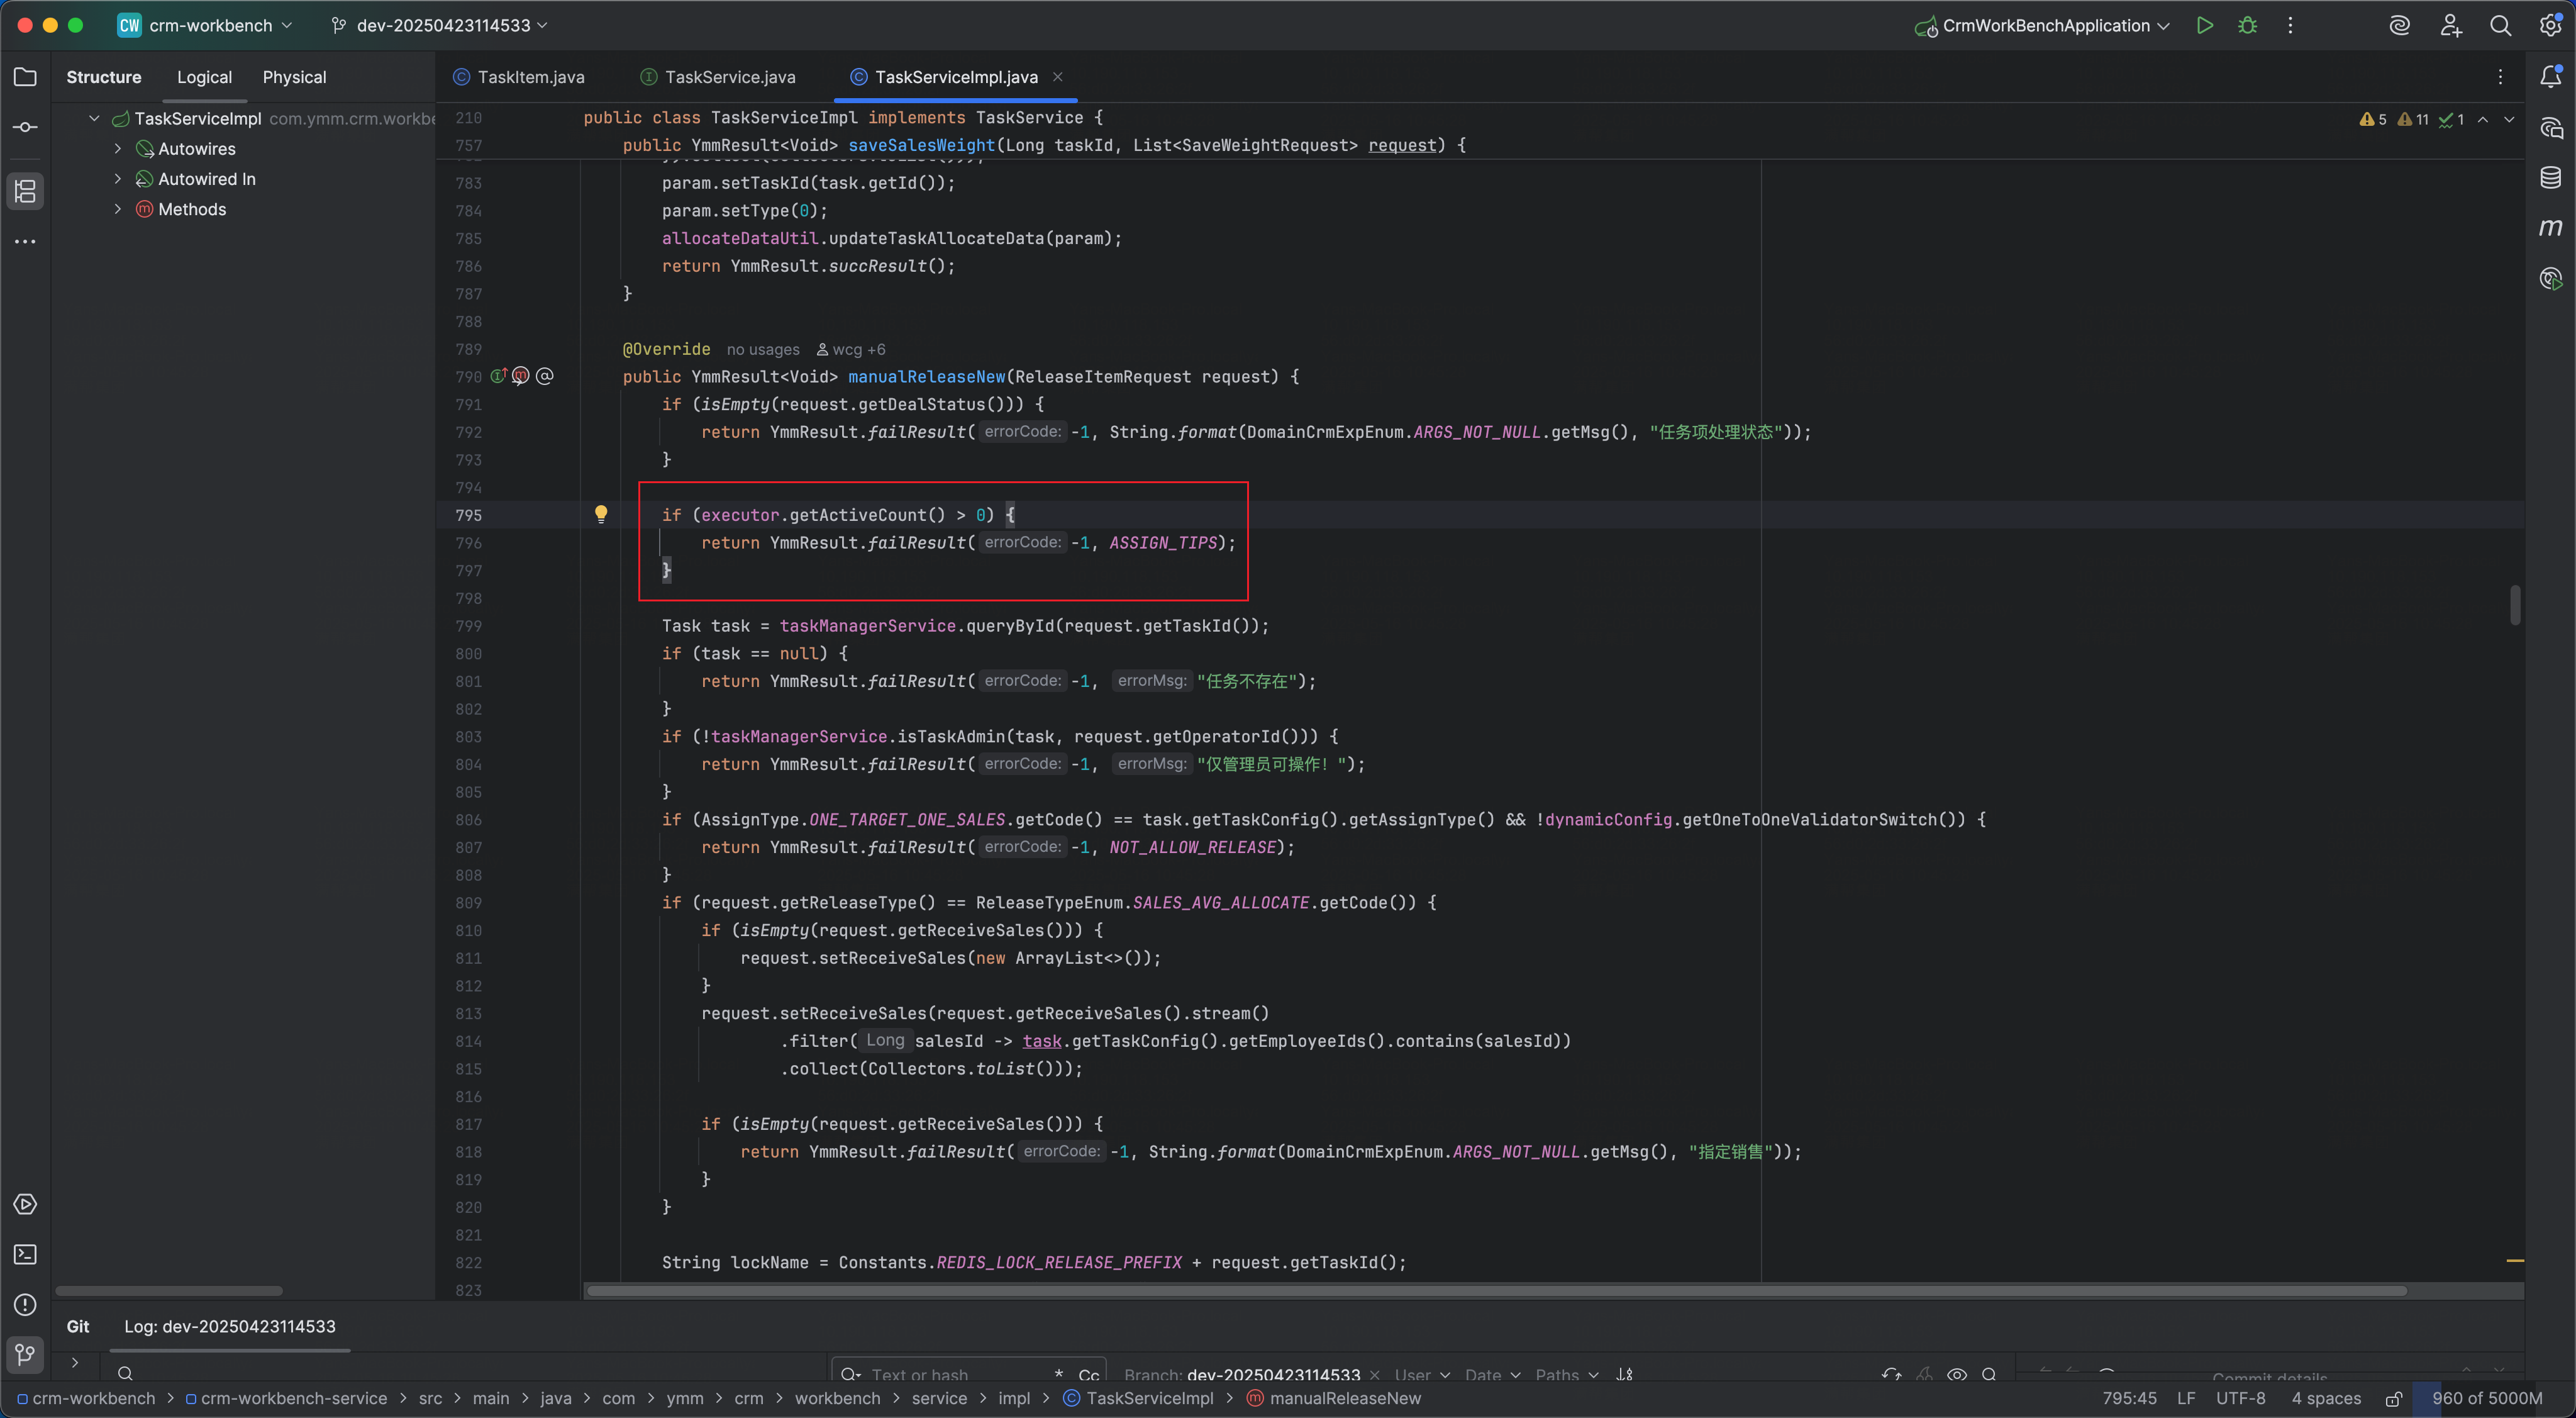 CW crm-workbench dev-20250423114533 CrmWorkBenchApplication
Structure Logical Physical TaskItem.java TaskService.java TaskServiceImpl.java
TaskServiceImpl com.ymm.crm.workbe
Autowires
Autowired In
Methods
5 11 1
210 public class TaskServiceImpl implements TaskService {
757 public YmmResult<Void> saveSalesWeight(Long taskId, List<SaveWeightRequest> request) {
783 param.setTaskId(task.getId());
784 param.setType(0);
785 allocateDataUtil.updateTaskAllocateData(param);
786 return YmmResult.succResult();
787 }
788
789 @Override no usages wcg +6
790 public YmmResult<Void> manualReleaseNew(ReleaseItemRequest request) {
791 if (isEmpty(request.getDealStatus())) {
792 return YmmResult.failResult( errorCode: -1, String.format(DomainCrmExpEnum.ARGS_NOT_NULL.getMsg(), "任务项处理状态"));
793 }
794
795 if (executor.getActiveCount() > 0) {
796 return YmmResult.failResult( errorCode: -1, ASSIGN_TIPS);
797 }
798
799 Task task = taskManagerService.queryById(request.getTaskId());
800 if (task == null) {
801 return YmmResult.failResult( errorCode: -1, errorMsg: "任务不存在");
802 }
803 if (!taskManagerService.isTaskAdmin(task, request.getOperatorId())) {
804 return YmmResult.failResult( errorCode: -1, errorMsg: "仅管理员可操作！");
805 }
806 if (AssignType.ONE_TARGET_ONE_SALES.getCode() == task.getTaskConfig().getAssignType() && !dynamicConfig.getOneToOneValidatorSwitch()) {
807 return YmmResult.failResult( errorCode: -1, NOT_ALLOW_RELEASE);
808 }
809 if (request.getReleaseType() == ReleaseTypeEnum.SALES_AVG_ALLOCATE.getCode()) {
810 if (isEmpty(request.getReceiveSales())) {
811 request.setReceiveSales(new ArrayList<>());
812 }
813 request.setReceiveSales(request.getReceiveSales().stream()
814 .filter( Long salesId -> task.getTaskConfig().getEmployeeIds().contains(salesId))
815 .collect(Collectors.toList()));
816
817 if (isEmpty(request.getReceiveSales())) {
818 return YmmResult.failResult( errorCode: -1, String.format(DomainCrmExpEnum.ARGS_NOT_NULL.getMsg(), "指定销售"));
819 }
820 }
821
822 String lockName = Constants.REDIS_LOCK_RELEASE_PREFIX + request.getTaskId();
823
Git Log: dev-20250423114533
Text or hash .* Cc Branch: dev-20250423114533 User Date Paths Commit details
crm-workbench > crm-workbench-service > src > main > java > com > ymm > crm > workbench > service > impl > TaskServiceImpl > manualReleaseNew 795:45 LF UTF-8 4 spaces 960 of 5000M